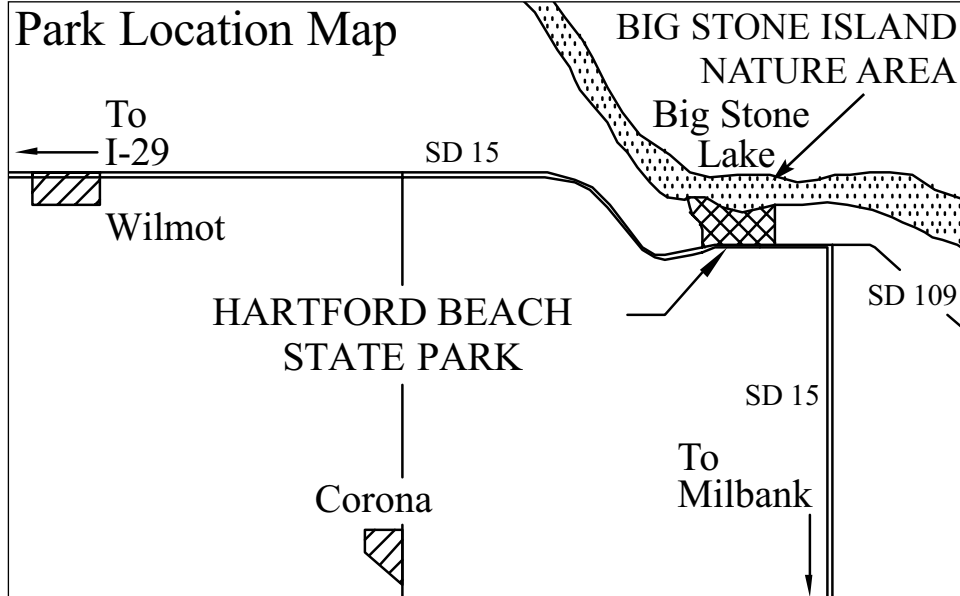 Park Location Map
BIG STONE ISLAND
NATURE AREA
To
I-29
Big Stone
Lake
SD 15
Wilmot
HARTFORD BEACH
STATE PARK
SD 109
SD 15
To
Milbank
Corona